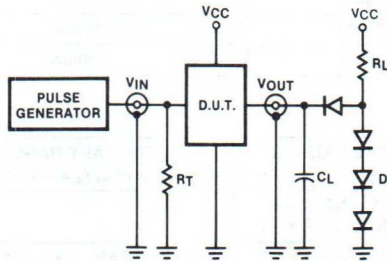 VCC
VCC
RL
PULSE
GENERATOR
VIN
D.U.T.
VOUT
RT
CL
D